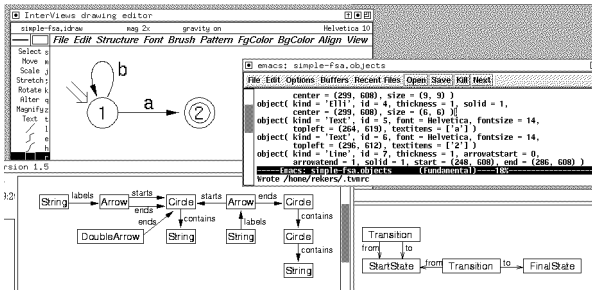 InterViews drawing editor
simple-fsa.idraw mag 2x gravity on Helvetica 10
File Edit Structure Font Brush Pattern FgColor BgColor Align View
Select s
Move m
Scale j
Stretch ;
Rotate k
Alter q
Magnify z
Text t
l
e
h
r
b
1
a
2
rsion 1.5
emacs: simple-fsa.objects
File Edit Options Buffers Recent Files Open Save Kill Next
center = (299, 608), size = (9, 9) )
object( kind = 'Elli', id = 4, thickness = 1, solid = 1,
center = (299, 608), size = (6, 6) )
object( kind = 'Text', id = 5, font = Helvetica, fontsize = 14,
topleft = (264, 619), textitems = ['a'] )
object( kind = 'Text', id = 6, font = Helvetica, fontsize = 14,
topleft = (296, 612), textitems = ['2'] )
object( kind = 'Line', id = 7, thickness = 1, arrowatstart = 0,
arrowatend = 1, solid = 1, start = (248, 608), end = (286, 608) )
-----Emacs: simple-fsa.objects (Fundamental)----18%
Wrote /home/rekers/.twmrc
9:2
String labels Arrow starts Circle starts Arrow ends Circle
ends
ends contains labels contains
DoubleArrow String String Circle
contains
String
Transition
from to
StartState from Transition to FinalState